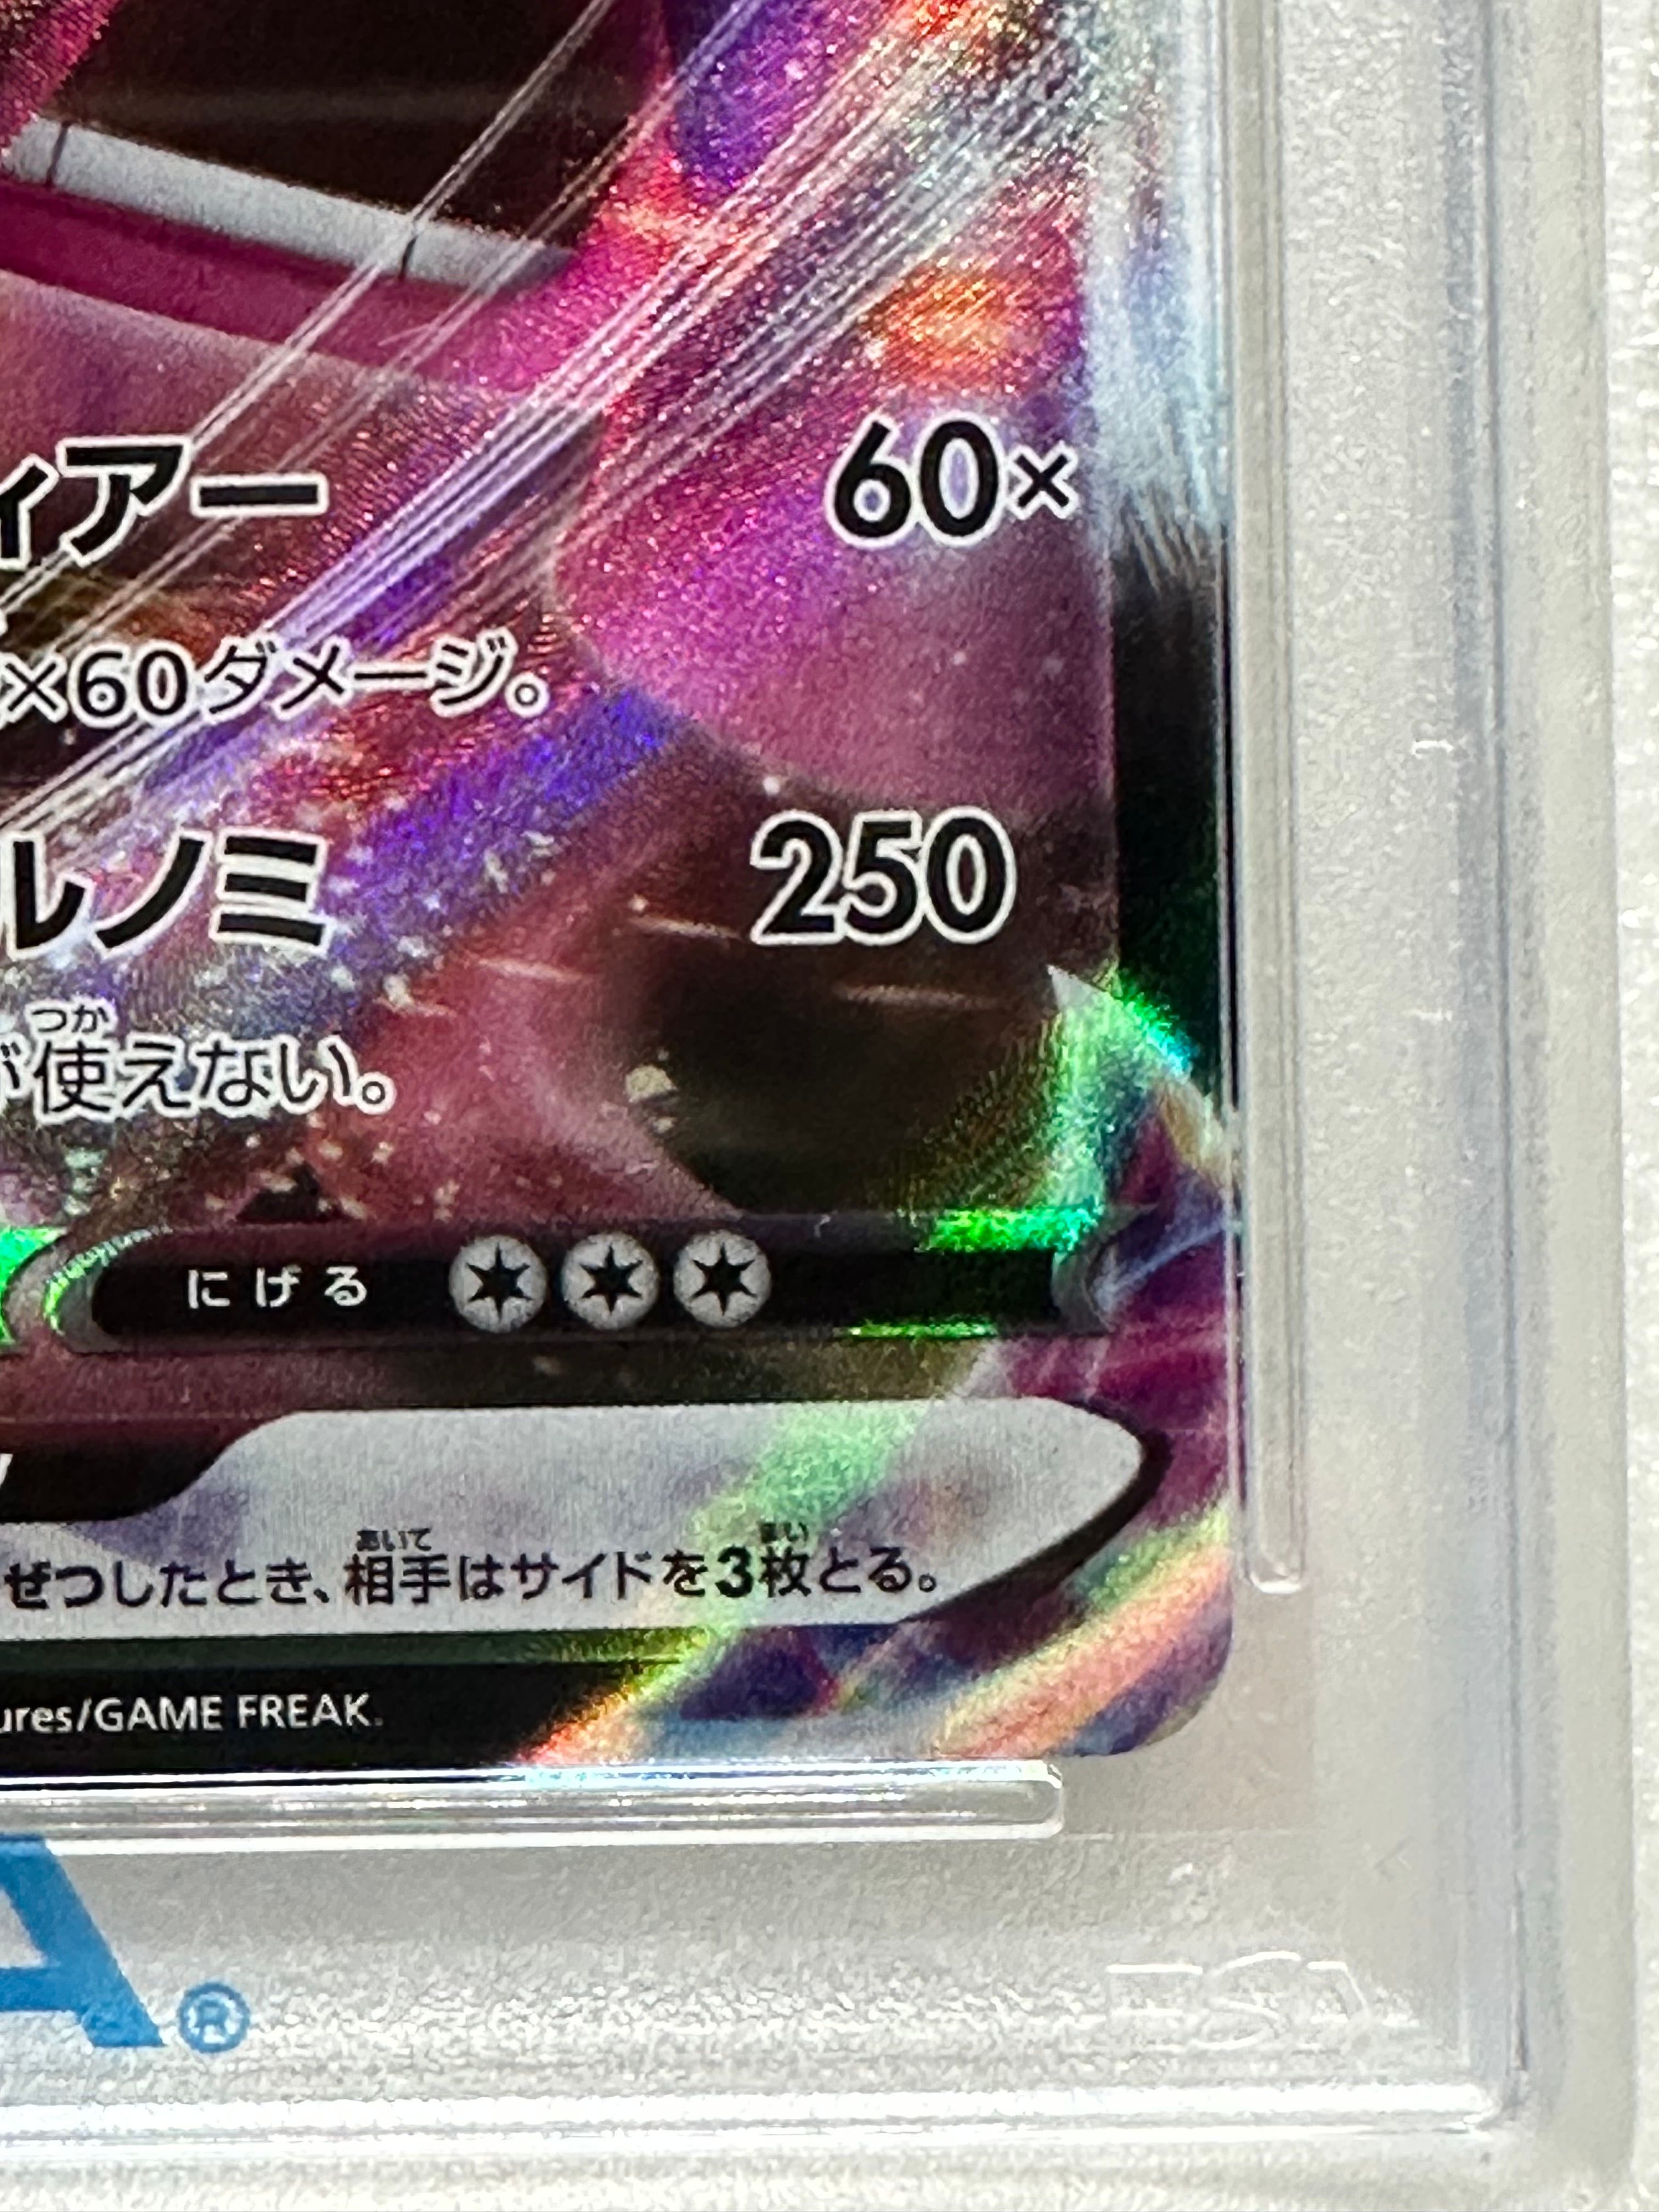 ィアー 60×
×60ダメージ。
ルノミ 250
つか
が使えない。
にげる
あいて まい
ぜつしたとき、相手はサイドを3枚とる。
ures/GAME FREAK.
A®
PSA